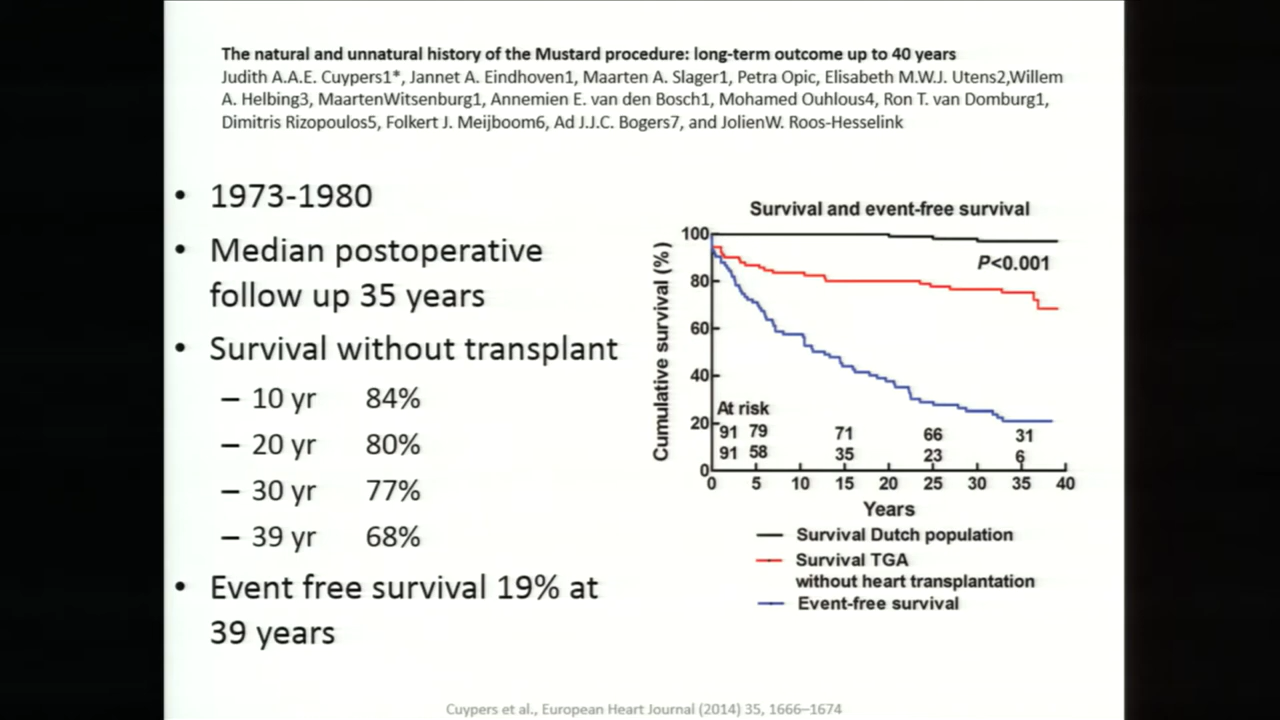 The natural and unnatural history of the Mustard procedure: long-term outcome up to 40 years
Judith A.A.E. Cuypers1*, Jannet A. Eindhoven1, Maarten A. Slager1, Petra Opic, Elisabeth M.W.J. Utens2,Willem
A. Helbing3, MaartenWitsenburg1, Annemien E. van den Bosch1, Mohamed Ouhlous4, Ron T. van Domburg1,
Dimitris Rizopoulos5, Folkert J. Meijboom6, Ad J.J.C. Bogers7, and JolienW. Roos-Hesselink
• 1973-1980
• Median postoperative
follow up 35 years
• Survival without transplant
– 10 yr 84%
– 20 yr 80%
– 30 yr 77%
– 39 yr 68%
• Event free survival 19% at
39 years
Survival and event-free survival
Cumulative survival (%)
100
80
60
40
20
0
P<0.001
At risk
91 79 71 66 31
91 58 35 23 6
0 5 10 15 20 25 30 35 40
Years
Survival Dutch population
Survival TGA
without heart transplantation
Event-free survival
Cuypers et al., European Heart Journal (2014) 35, 1666–1674